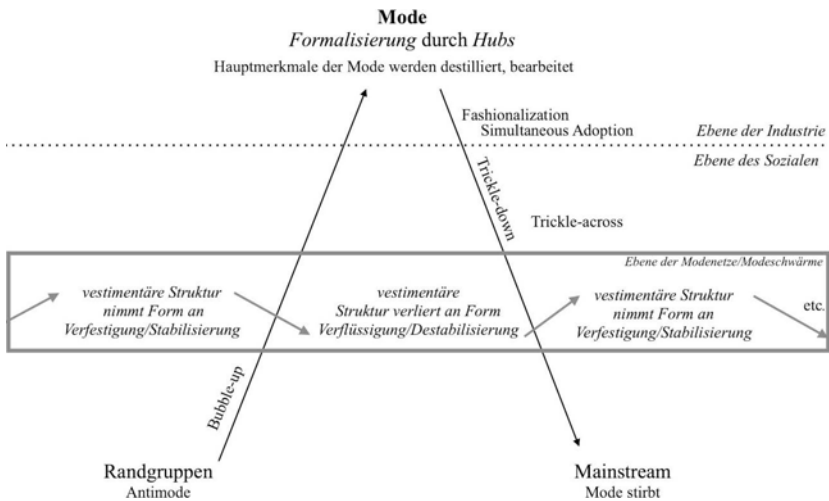 Mode
Formalisierung durch Hubs
Hauptmerkmale der Mode werden destilliert, bearbeitet
Fashionalization
Simultaneous Adoption
Ebene der Industrie
Ebene des Sozialen
Trickle-down
Trickle-across
Ebene der Modenetze/Modeschwärme
vestimentäre Struktur
nimmt Form an
Verfestigung/Stabilisierung
vestimentäre
Struktur verliert an Form
Verflüssigung/Destabilisierung
vestimentäre Struktur
nimmt Form an
Verfestigung/Stabilisierung
etc.
Bubble-up
Randgruppen
Antimode
Mainstream
Mode stirbt